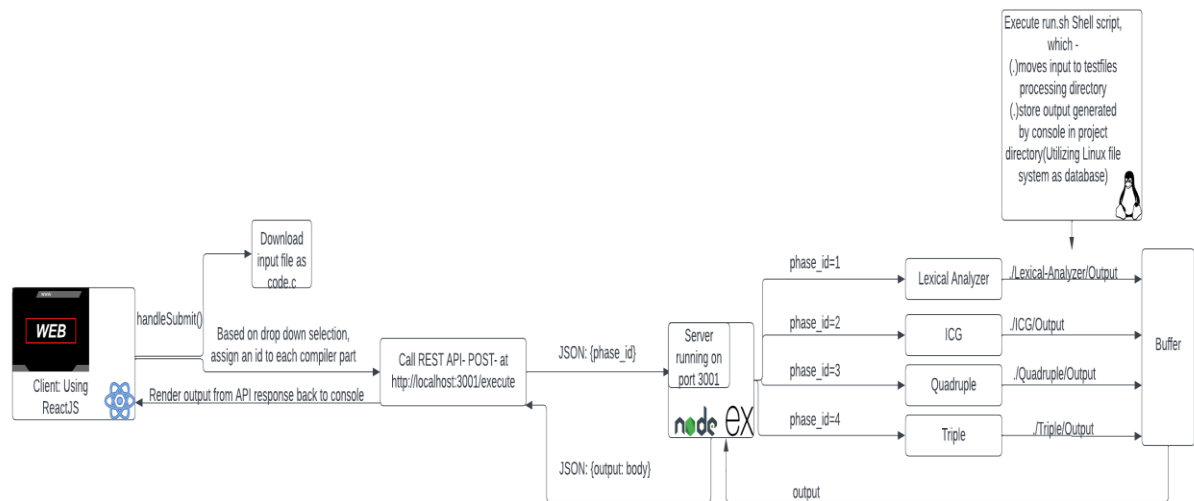 Execute run.sh Shell script,
which -
(.)moves input to testfiles
processing directory
(.)store output generated
by console in project
directory(Utilizing Linux file
system as database)
Download
input file as
code.c
handleSubmit()
WEB
Client: Using
ReactJS
Based on drop down selection,
assign an id to each compiler part
Render output from API response back to console
Call REST API- POST- at
http://localhost:3001/execute
JSON: {phase_id}
JSON: {output: body}
Server
running on
port 3001
node ex
phase_id=1
Lexical Analyzer
./Lexical-Analyzer/Output
phase_id=2
ICG
./ICG/Output
phase_id=3
Quadruple
./Quadruple/Output
phase_id=4
Triple
./Triple/Output
Buffer
output